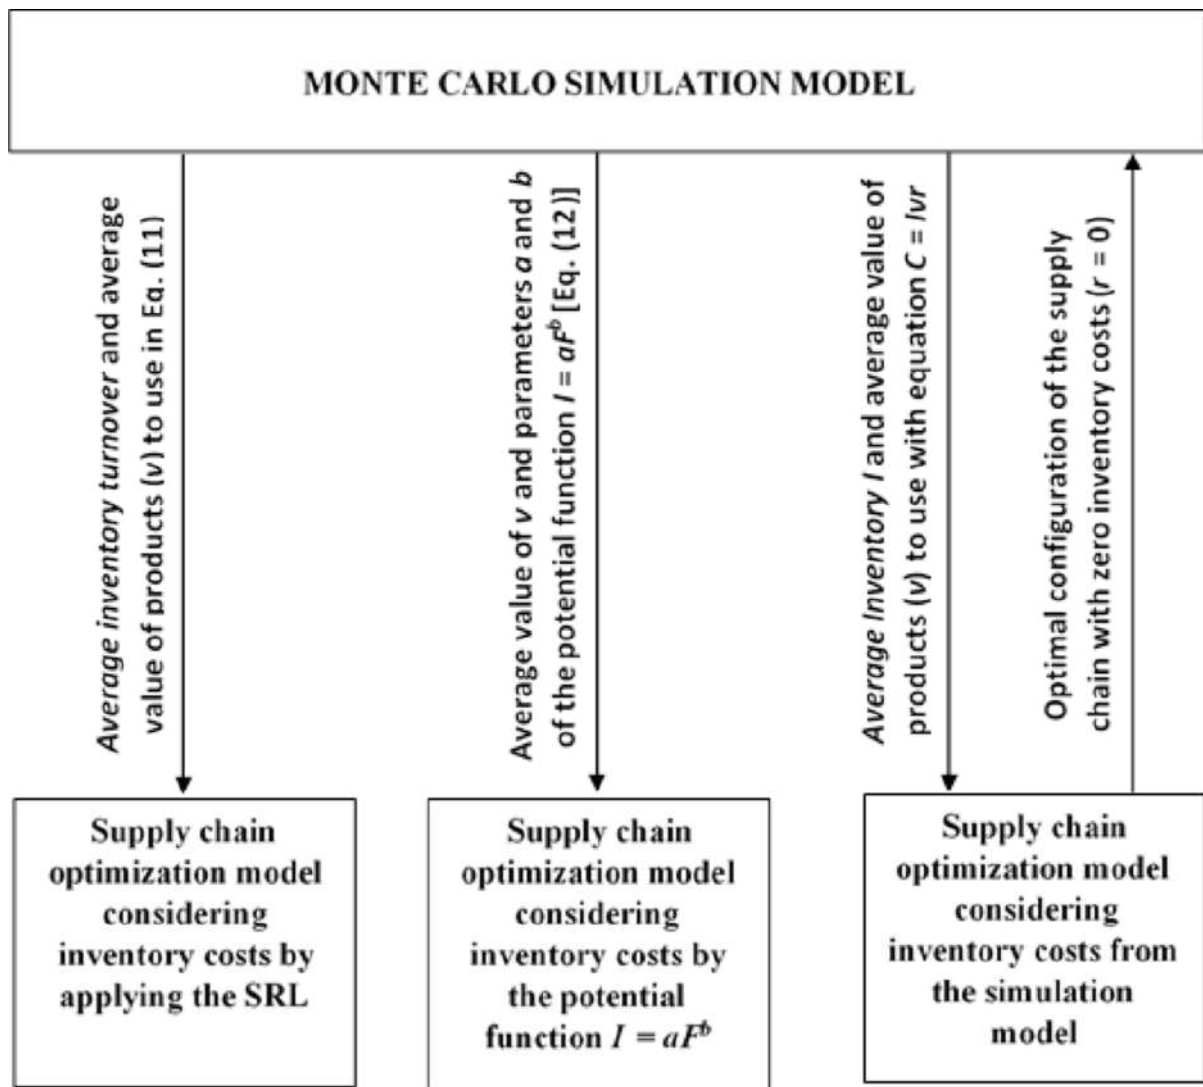 MONTE CARLO SIMULATION MODEL
Average inventory turnover and average
value of products (v) to use in Eq. (11)
Average value of v and parameters a and b
of the potential function I = aF^b [Eq. (12)]
Average Inventory I and average value of
products (v) to use with equation C = Ivr
Optimal configuration of the supply
chain with zero inventory costs (r = 0)
Supply chain
optimization model
considering
inventory costs by
applying the SRL
Supply chain
optimization model
considering
inventory costs by
the potential
function I = aF^b
Supply chain
optimization model
considering
inventory costs from
the simulation
model